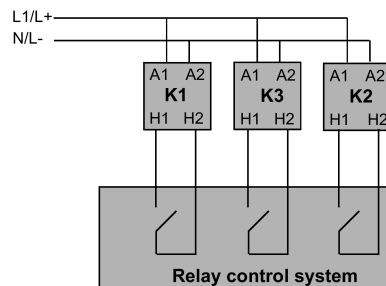 L1/L+
N/L-
A1 A2 A1 A2 A1 A2
K1 K3 K2
H1 H2 H1 H2 H1 H2
Relay control system